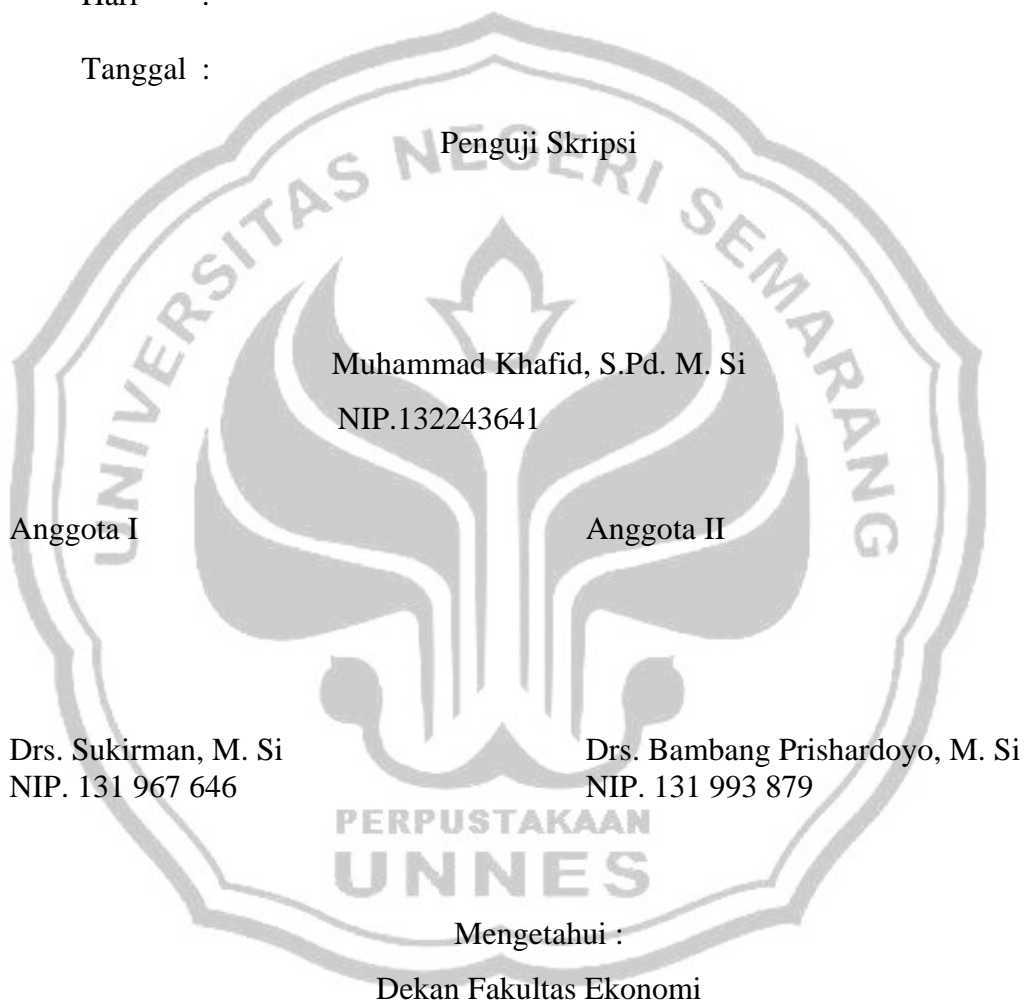 Hari :
Tanggal :
Penguji Skripsi
UNIVERSITAS NEGERI SEMARANG
Muhammad Khafid, S.Pd. M. Si
NIP.132243641
Anggota I Anggota II
Drs. Sukirman, M. Si Drs. Bambang Prishardoyo, M. Si
NIP. 131 967 646 NIP. 131 993 879
PERPUSTAKAAN
UNNES
Mengetahui :
Dekan Fakultas Ekonomi